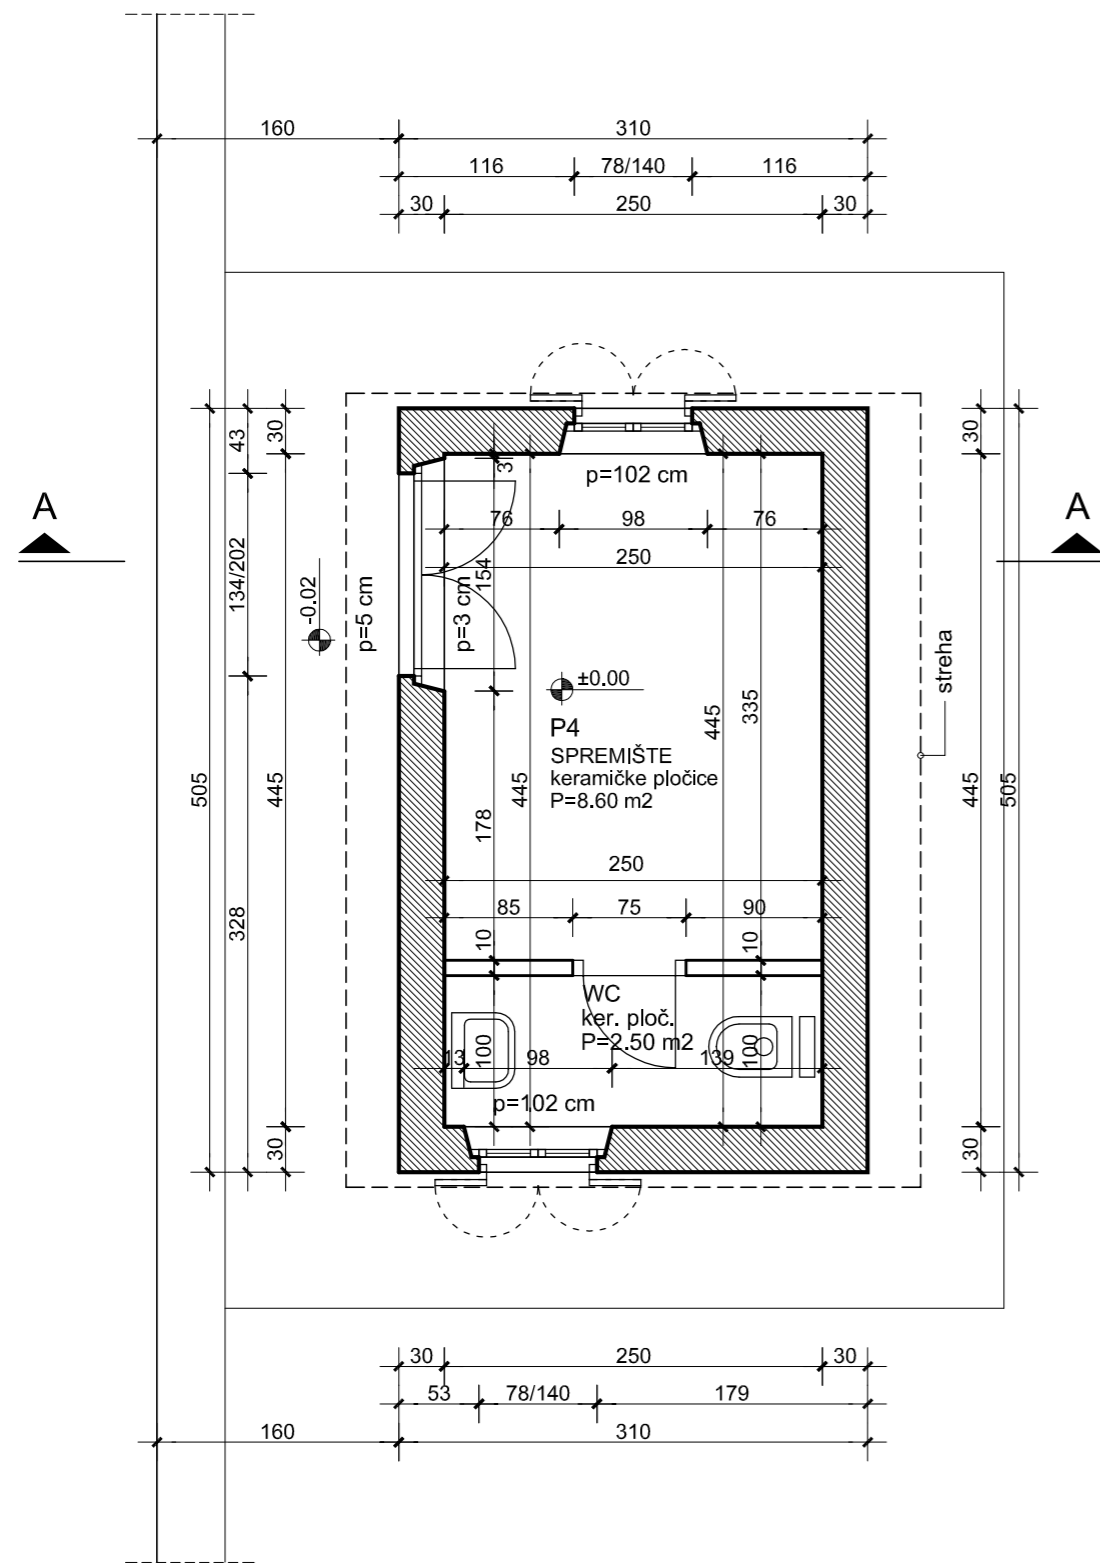 160 310
116 78/140 116
30 250 30
43
30
134/202
445
505
328
30
A
-0.02
p=5 cm
p=3 cm
p=102 cm
3
76 98 76
250
154
±0.00
P4
SPREMIŠTE
keramičke pločice
P=8.60 m2
445
178
445
335
250
85 75 90
10
10
WC
ker. ploč.
P=2.50 m2
13 100 98 139 100
p=102 cm
streha
A
30
445
505
30
30 250 30
53 78/140 179
160 310